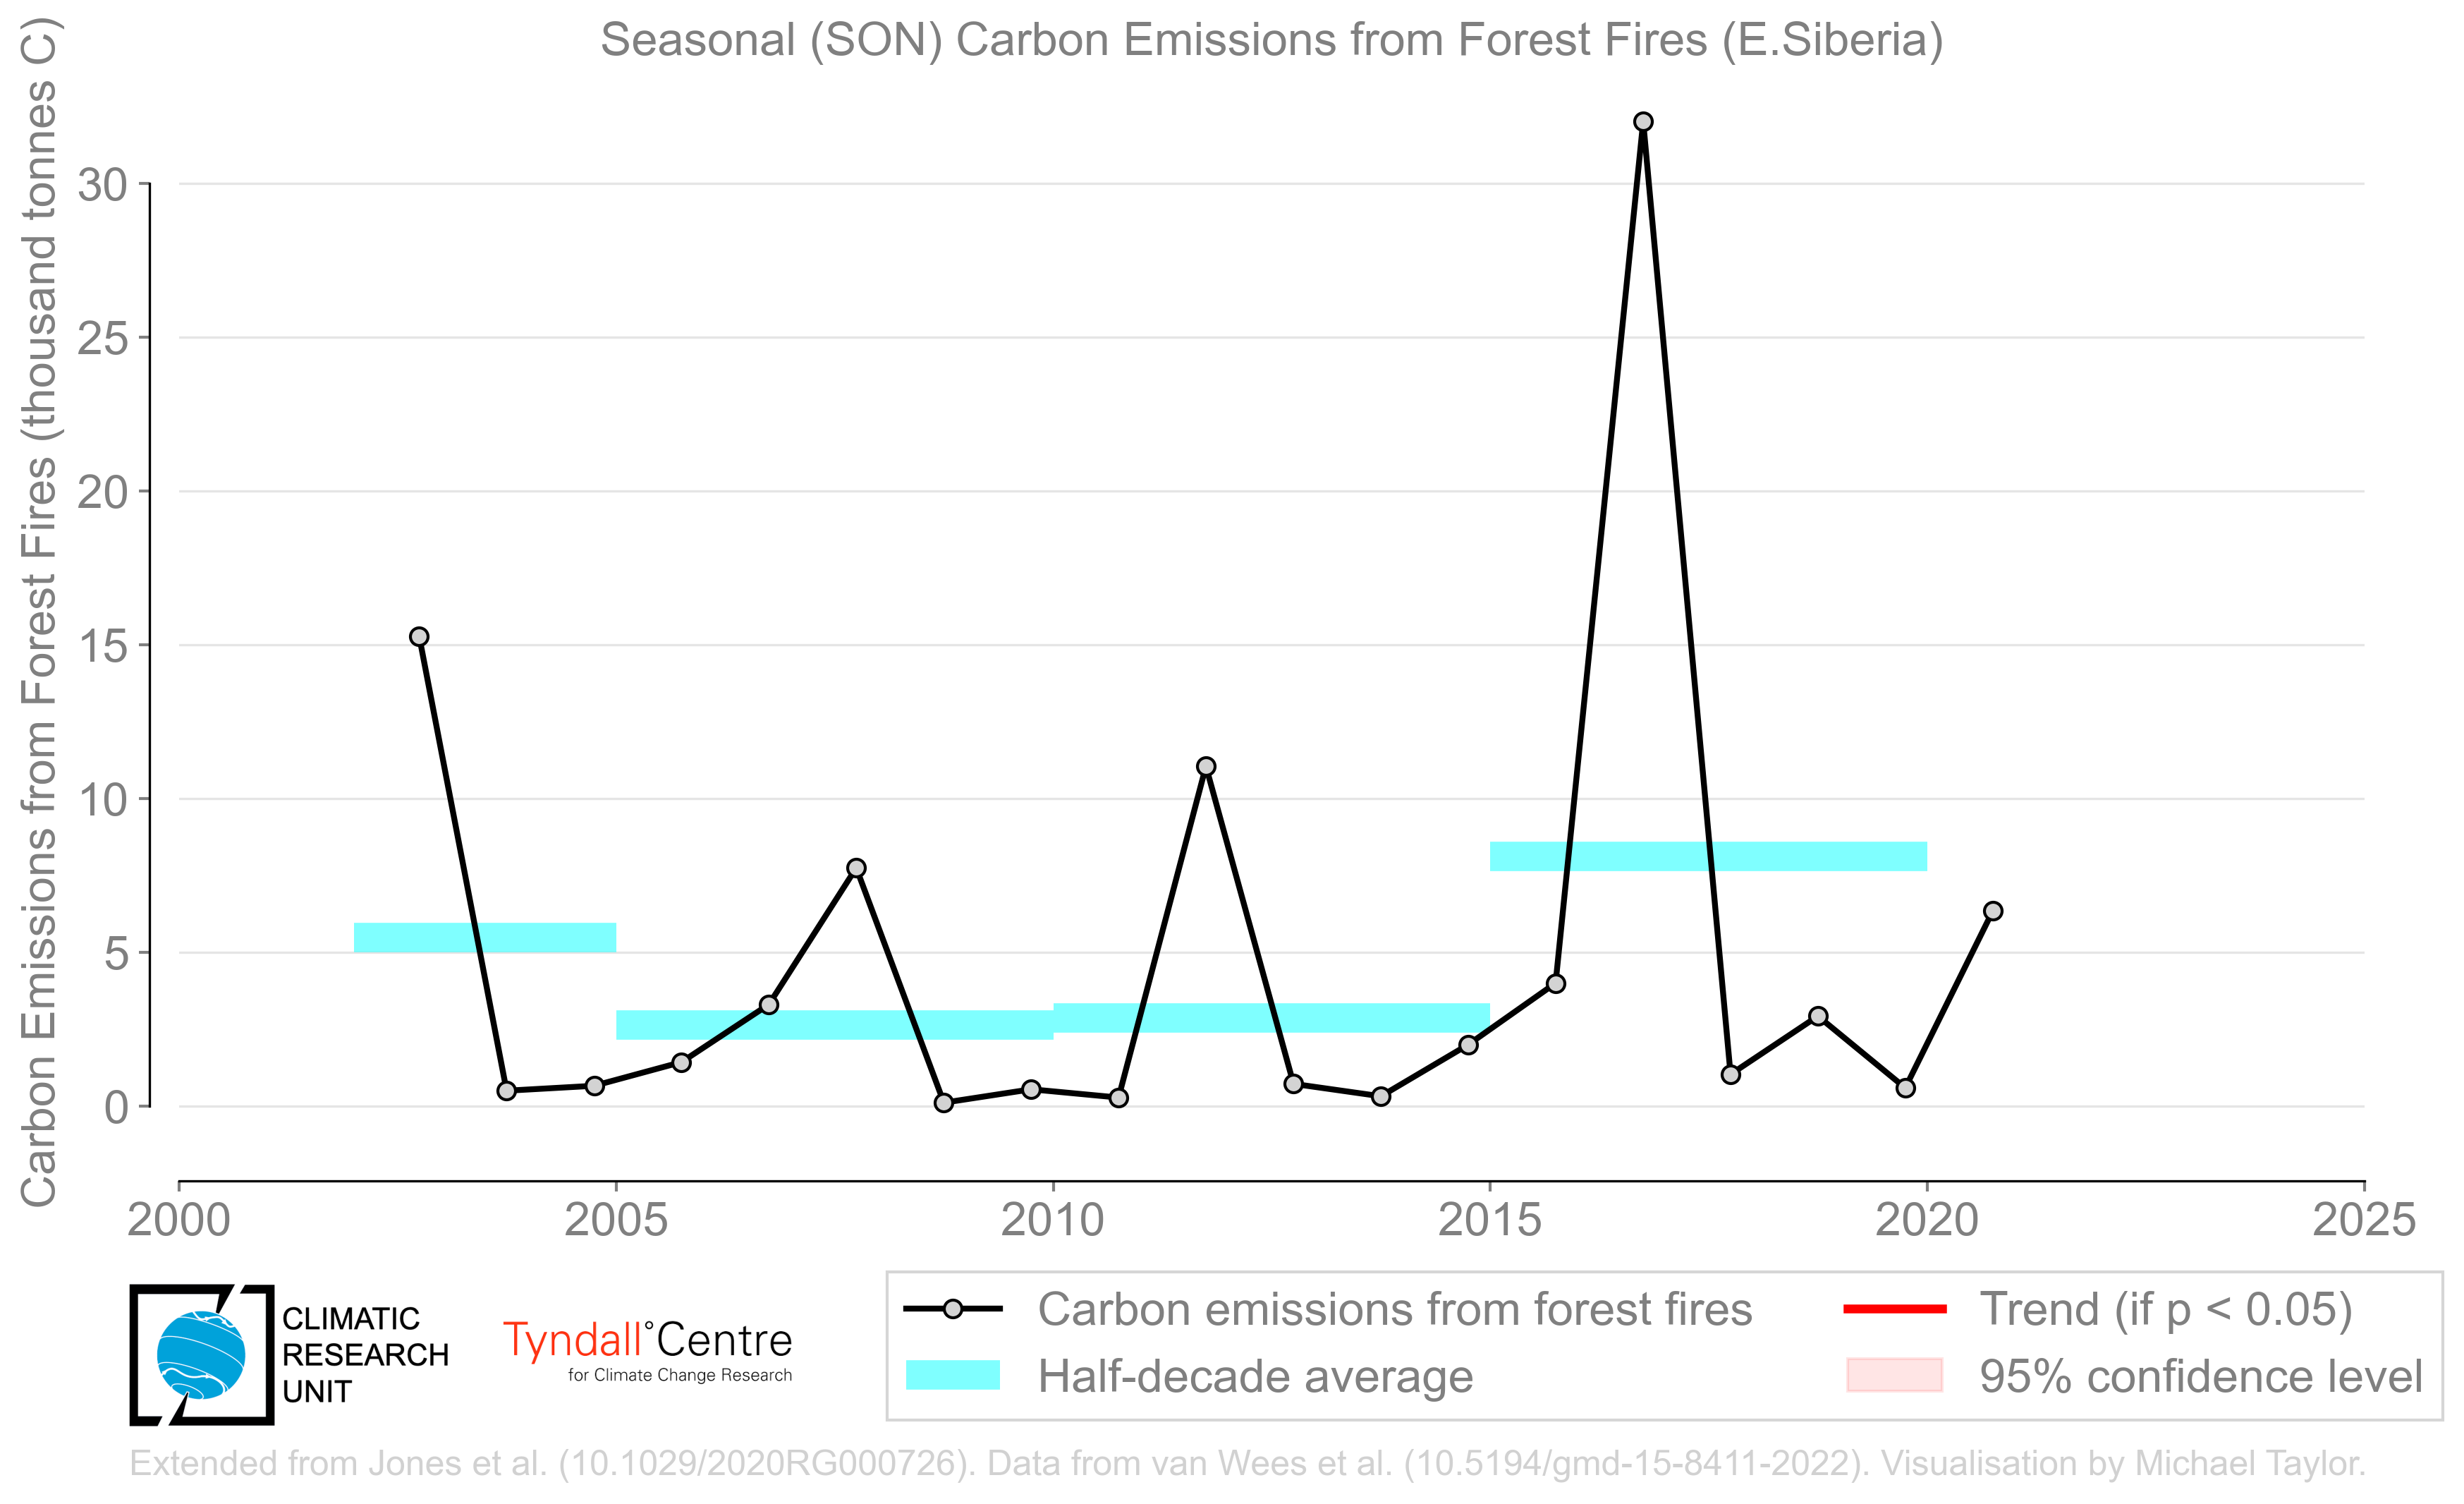 Seasonal (SON) Carbon Emissions from Forest Fires (E.Siberia)
Carbon Emissions from Forest Fires (thousand tonnes C)
30
25
20
15
10
5
0
2000 2005 2010 2015 2020 2025
CLIMATIC
RESEARCH
UNIT
Tyndall°Centre
for Climate Change Research
Carbon emissions from forest fires
Half-decade average
Trend (if p < 0.05)
95% confidence level
Extended from Jones et al. (10.1029/2020RG000726). Data from van Wees et al. (10.5194/gmd-15-8411-2022). Visualisation by Michael Taylor.